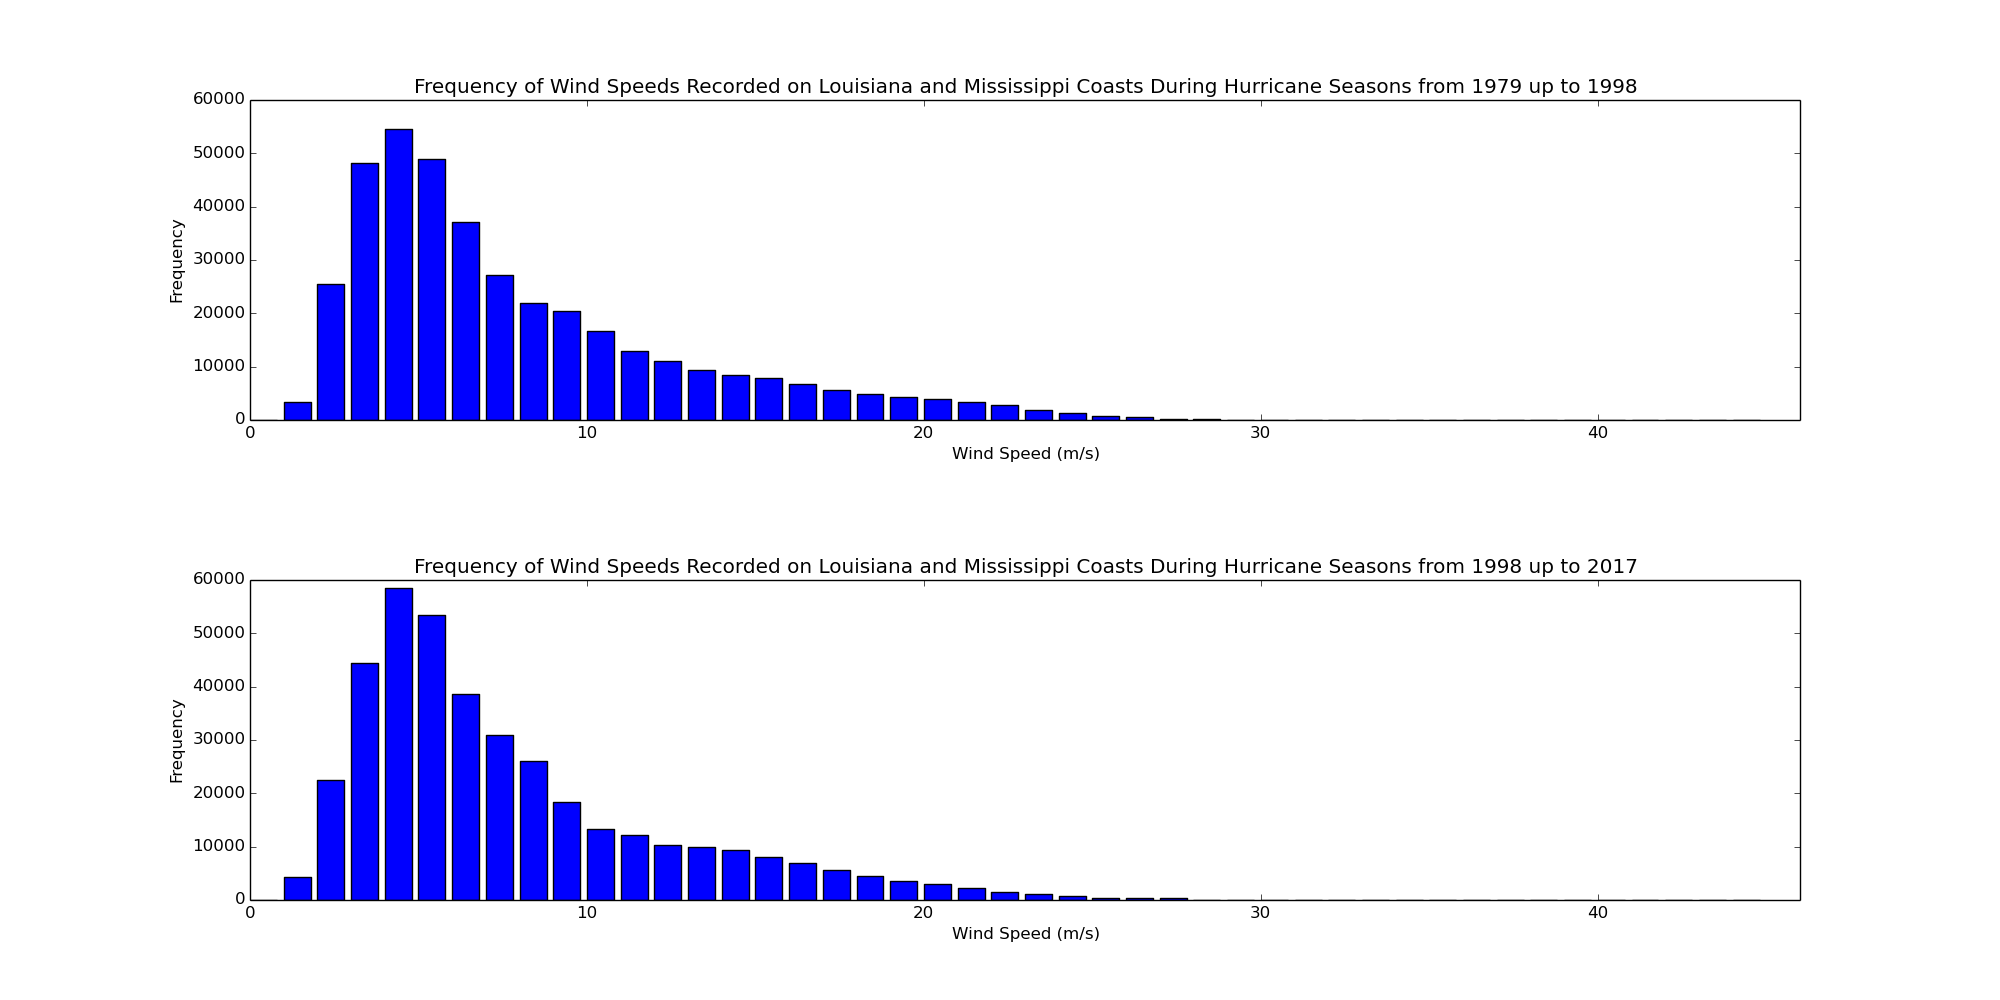 Frequency of Wind Speeds Recorded on Louisiana and Mississippi Coasts During Hurricane Seasons from 1979 up to 1998
60000
50000
40000
30000
20000
10000
0
Frequency
0 10 20 30 40
Wind Speed (m/s)
Frequency of Wind Speeds Recorded on Louisiana and Mississippi Coasts During Hurricane Seasons from 1998 up to 2017
60000
50000
40000
30000
20000
10000
0
Frequency
0 10 20 30 40
Wind Speed (m/s)